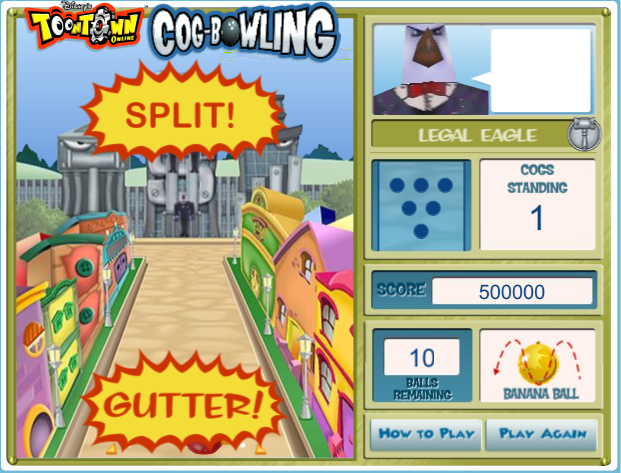 Disney's
TOONTOWN
ONLINE
COG-BOWLING
SPLIT!
LEGAL EAGLE
COGS
STANDING
1
SCORE 500000
10
BALLS
REMAINING
BANANA BALL
GUTTER!
HOW TO PLAY
PLAY AGAIN